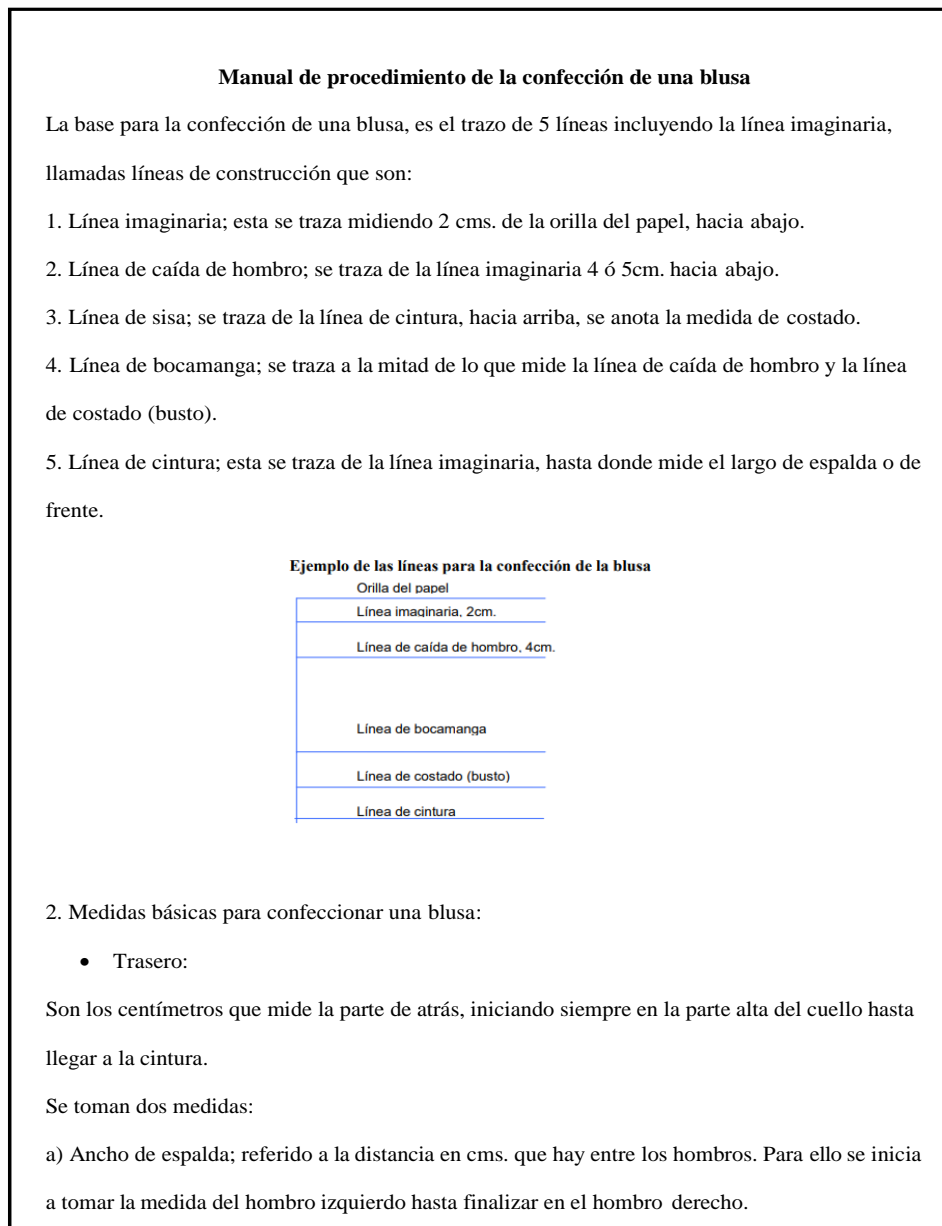 Manual de procedimiento de la confección de una blusa
La base para la confección de una blusa, es el trazo de 5 líneas incluyendo la línea imaginaria,
llamadas líneas de construcción que son:
1. Línea imaginaria; esta se traza midiendo 2 cms. de la orilla del papel, hacia abajo.
2. Línea de caída de hombro; se traza de la línea imaginaria 4 ó 5cm. hacia abajo.
3. Línea de sisa; se traza de la línea de cintura, hacia arriba, se anota la medida de costado.
4. Línea de bocamanga; se traza a la mitad de lo que mide la línea de caída de hombro y la línea
de costado (busto).
5. Línea de cintura; esta se traza de la línea imaginaria, hasta donde mide el largo de espalda o de
frente.
Ejemplo de las líneas para la confección de la blusa
Orilla del papel
Línea imaginaria, 2cm.
Línea de caída de hombro, 4cm.
Línea de bocamanga
Línea de costado (busto)
Línea de cintura
2. Medidas básicas para confeccionar una blusa:
• Trasero:
Son los centímetros que mide la parte de atrás, iniciando siempre en la parte alta del cuello hasta
llegar a la cintura.
Se toman dos medidas:
a) Ancho de espalda; referido a la distancia en cms. que hay entre los hombros. Para ello se inicia
a tomar la medida del hombro izquierdo hasta finalizar en el hombro derecho.